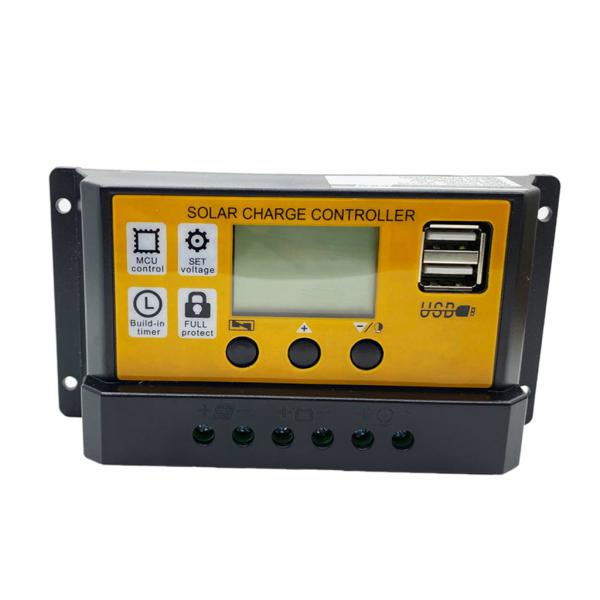 SOLAR CHARGE CONTROLLER
MCU
control
SET
voltage
Build-in
timer
FULL
protect
USB